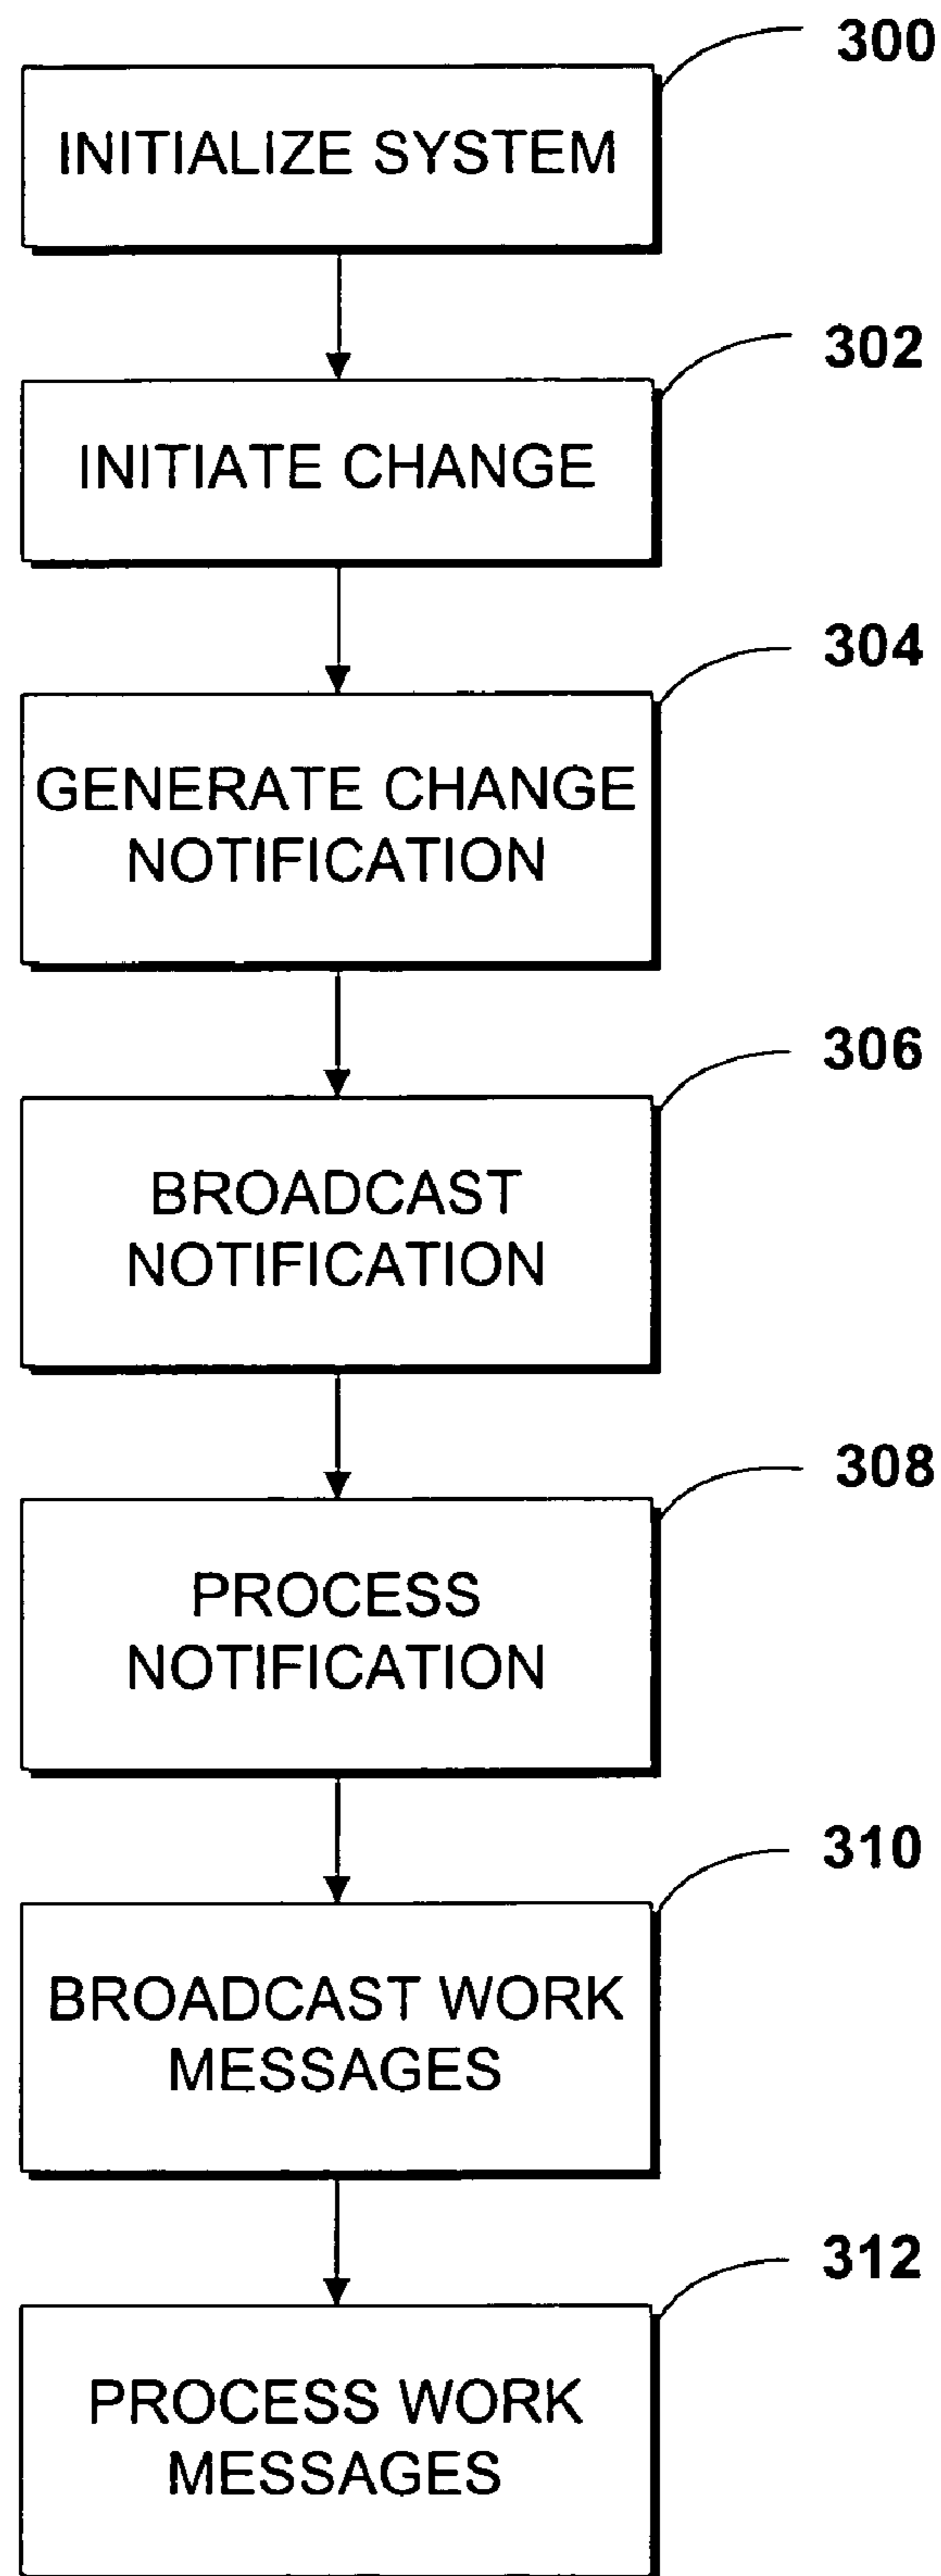 300
INITIALIZE SYSTEM
302
INITIATE CHANGE
304
GENERATE CHANGE
NOTIFICATION
306
BROADCAST
NOTIFICATION
308
PROCESS
NOTIFICATION
310
BROADCAST WORK
MESSAGES
312
PROCESS WORK
MESSAGES